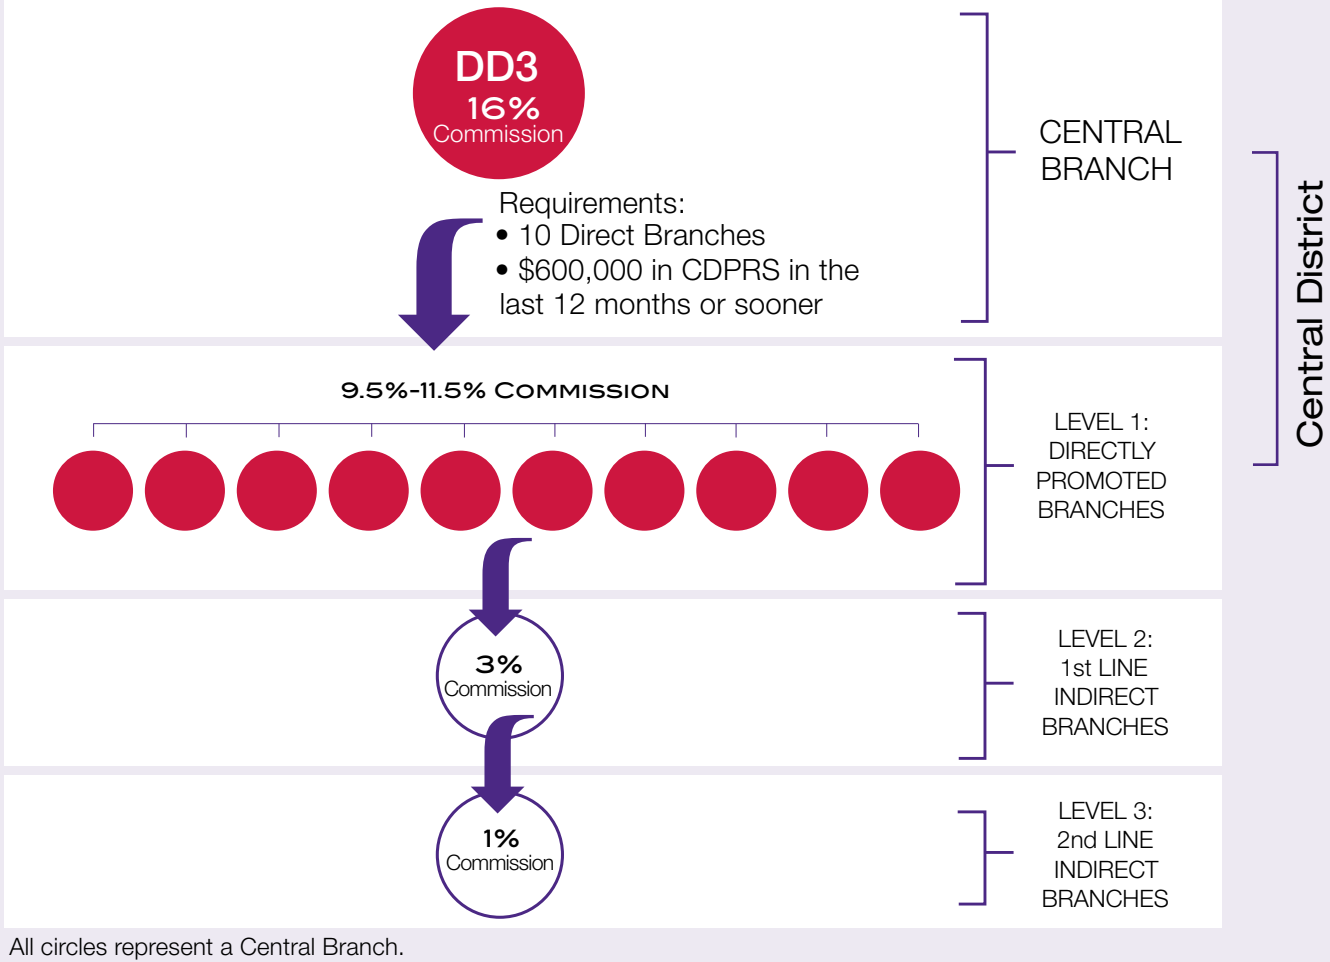 DD3
16%
Commission
Requirements:
• 10 Direct Branches
• $600,000 in CDPRS in the
last 12 months or sooner
CENTRAL
BRANCH
Central District
9.5%-11.5% COMMISSION
LEVEL 1:
DIRECTLY
PROMOTED
BRANCHES
3%
Commission
LEVEL 2:
1st LINE
INDIRECT
BRANCHES
1%
Commission
LEVEL 3:
2nd LINE
INDIRECT
BRANCHES
All circles represent a Central Branch.